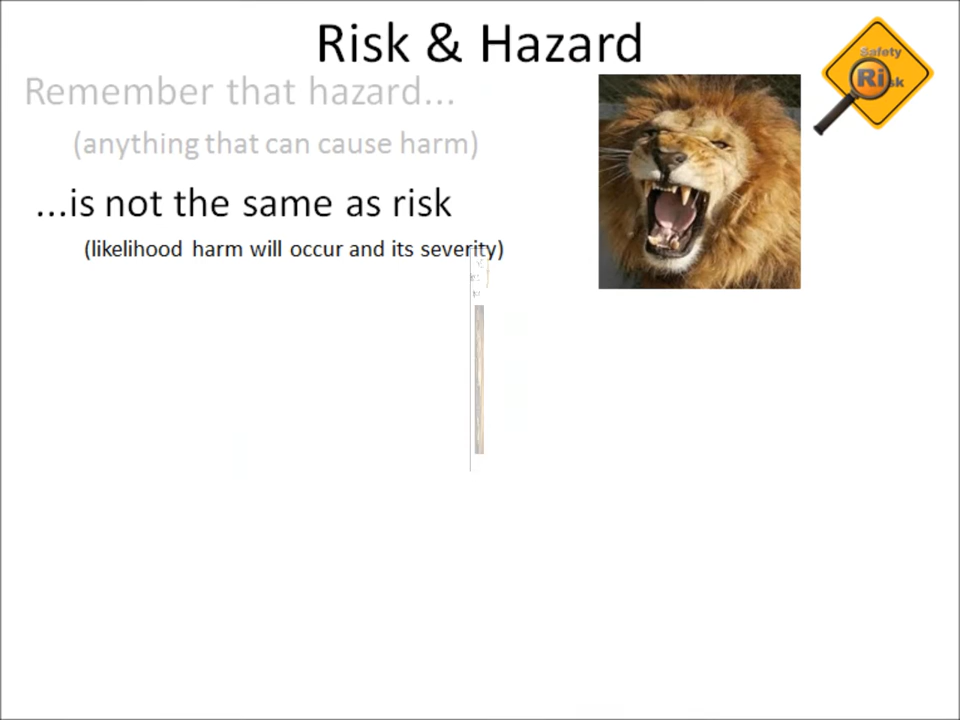 Risk & Hazard
Remember that hazard...
(anything that can cause harm)
...is not the same as risk
(likelihood harm will occur and its severity)
Safety
Risk